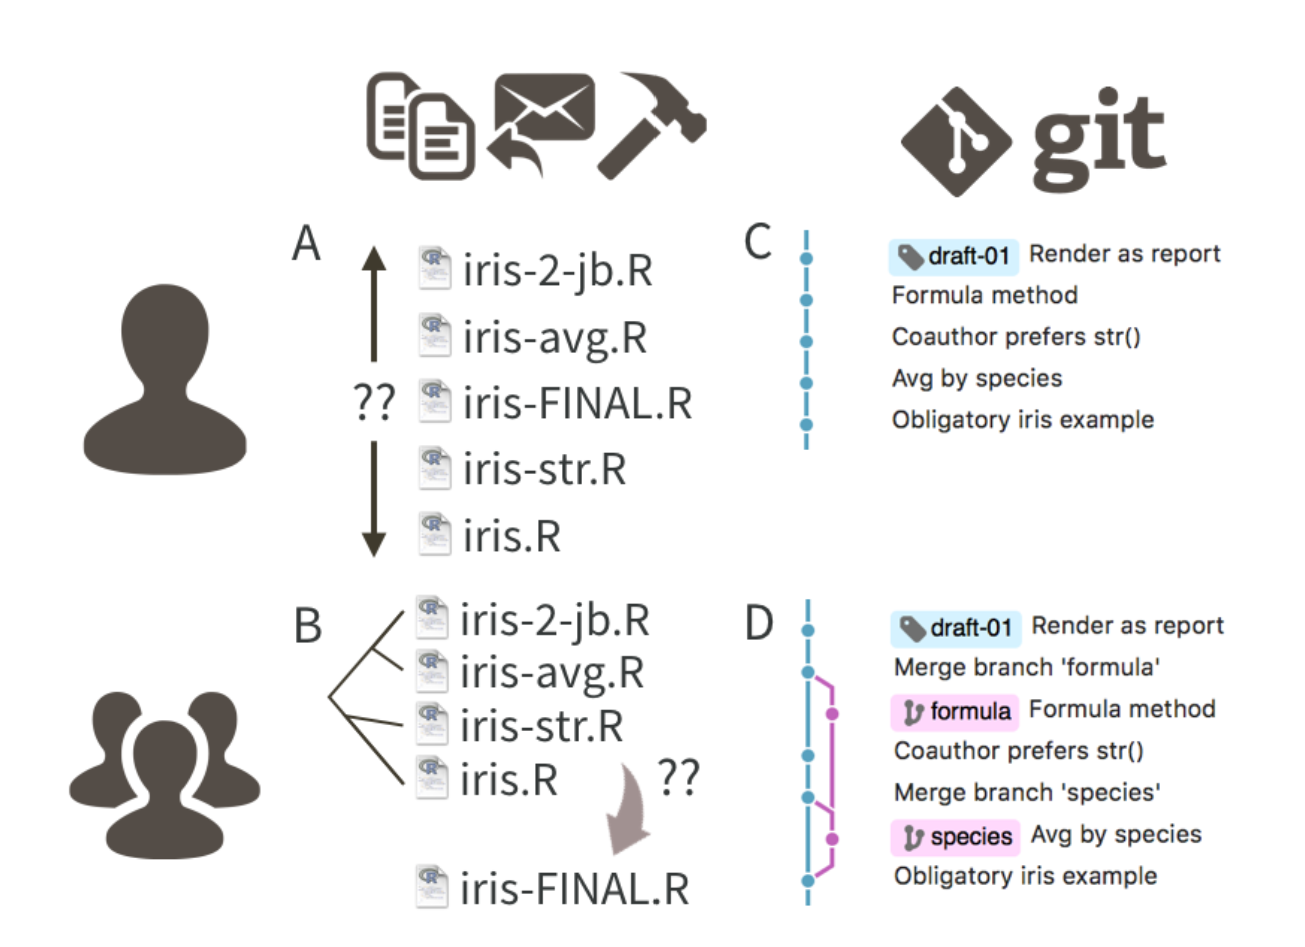 git
A
iris-2-jb.R
iris-avg.R
??
iris-FINAL.R
iris-str.R
iris.R
B
iris-2-jb.R
iris-avg.R
iris-str.R
iris.R
??
iris-FINAL.R
C
draft-01 Render as report
Formula method
Coauthor prefers str()
Avg by species
Obligatory iris example
D
draft-01 Render as report
Merge branch 'formula'
formula Formula method
Coauthor prefers str()
Merge branch 'species'
species Avg by species
Obligatory iris example